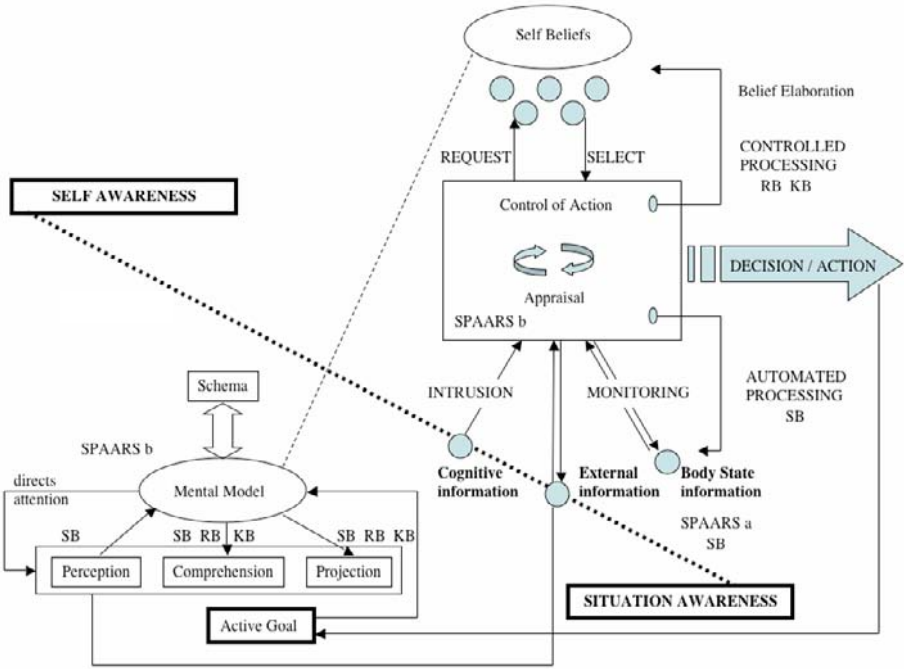 Self Beliefs
Belief Elaboration
REQUEST
SELECT
CONTROLLED
PROCESSING
RB KB
SELF AWARENESS
Control of Action
DECISION / ACTION
Appraisal
SPAARS b
Schema
INTRUSION
MONITORING
AUTOMATED
PROCESSING
SB
SPAARS b
directs
attention
Mental Model
Cognitive
information
External
information
Body State
information
SPAARS a
SB
SB
SB RB KB
SB RB KB
Perception
Comprehension
Projection
SITUATION AWARENESS
Active Goal